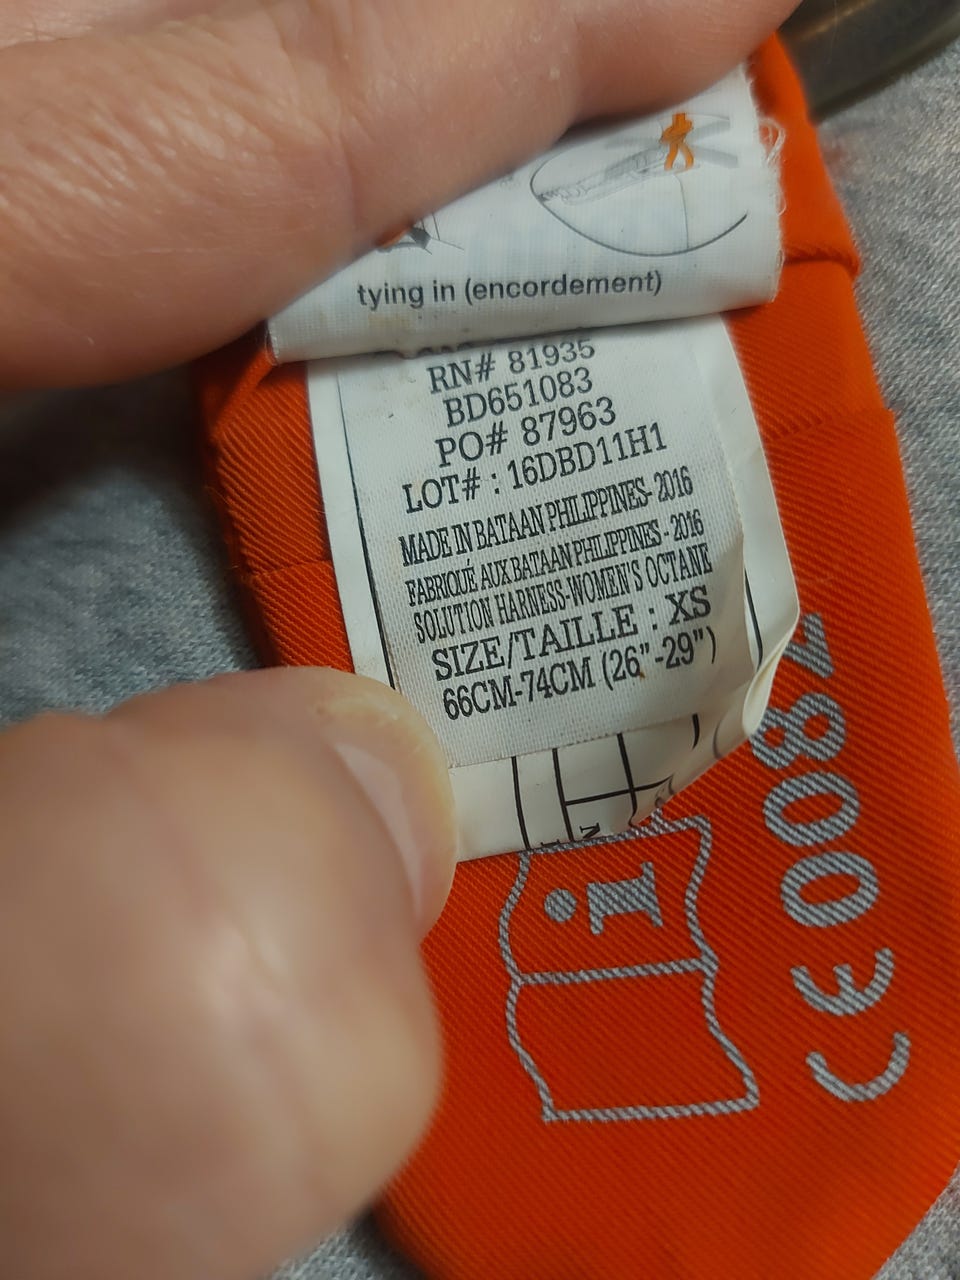 tying in (encordement)
RN# 81935
BD651083
PO# 87963
LOT# : 16DBD11H1
MADE IN BATAAN PHILIPPINES- 2016
FABRIQUÉ AUX BATAAN PHILIPPINES - 2016
SOLUTION HARNESS-WOMEN'S OCTANE
SIZE/TAILLE : XS
66CM-74CM (26" -29")
N
i
CE0082